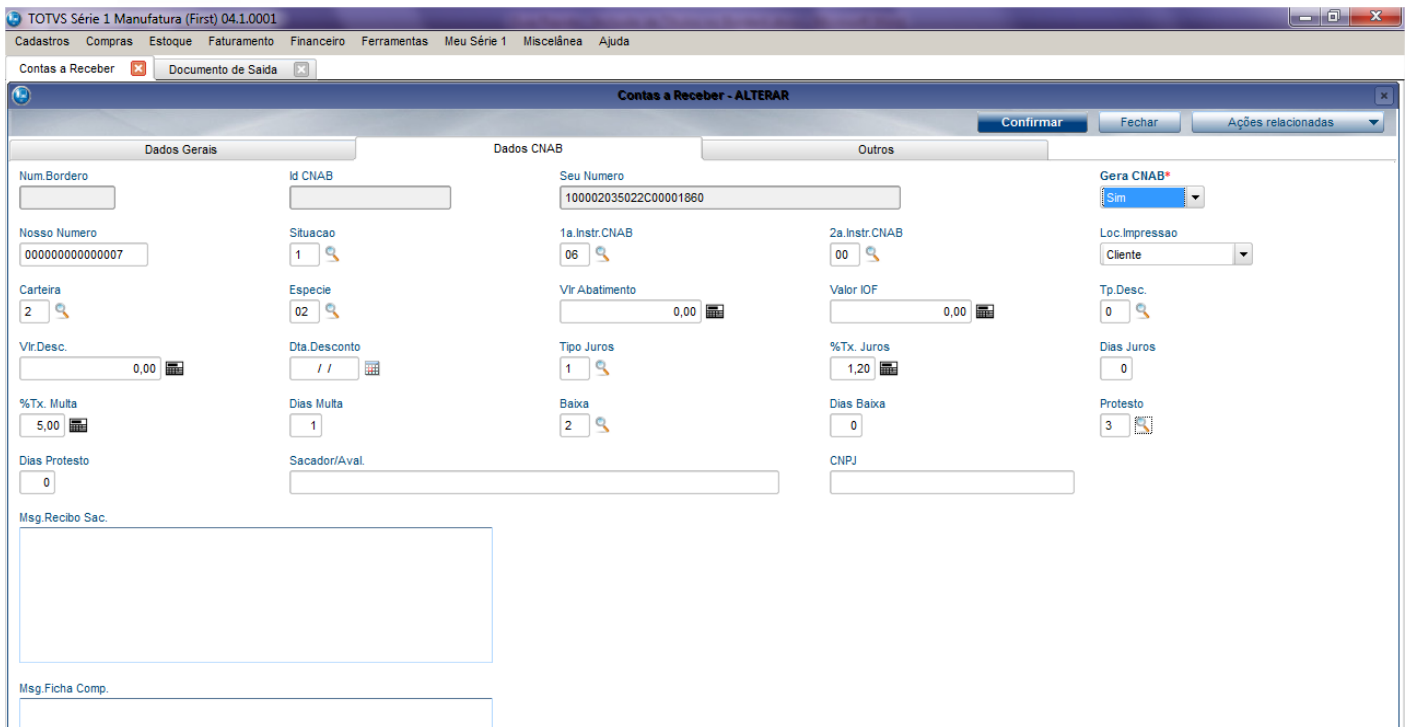 TOTVS Série 1 Manufatura (First) 04.1.0001
Cadastros Compras Estoque Faturamento Financeiro Ferramentas Meu Série 1 Miscelânea Ajuda
Contas a Receber Documento de Saida
Contas a Receber - ALTERAR
Confirmar Fechar Ações relacionadas
Dados Gerais Dados CNAB Outros
Num.Bordero Id CNAB Seu Numero Gera CNAB*
100002035022C00001860 Sim
Nosso Numero Situacao 1a.Instr.CNAB 2a.Instr.CNAB Loc.Impressao
000000000000007 1 06 00 Cliente
Carteira Especie Vlr Abatimento Valor IOF Tp.Desc.
2 02 0,00 0,00 0
Vlr.Desc. Dta.Desconto Tipo Juros %Tx. Juros Dias Juros
0,00 / / 1 1,20 0
%Tx. Multa Dias Multa Baixa Dias Baixa Protesto
5,00 1 2 0 3
Dias Protesto Sacador/Aval. CNPJ
0
Msg.Recibo Sac.
Msg.Ficha Comp.